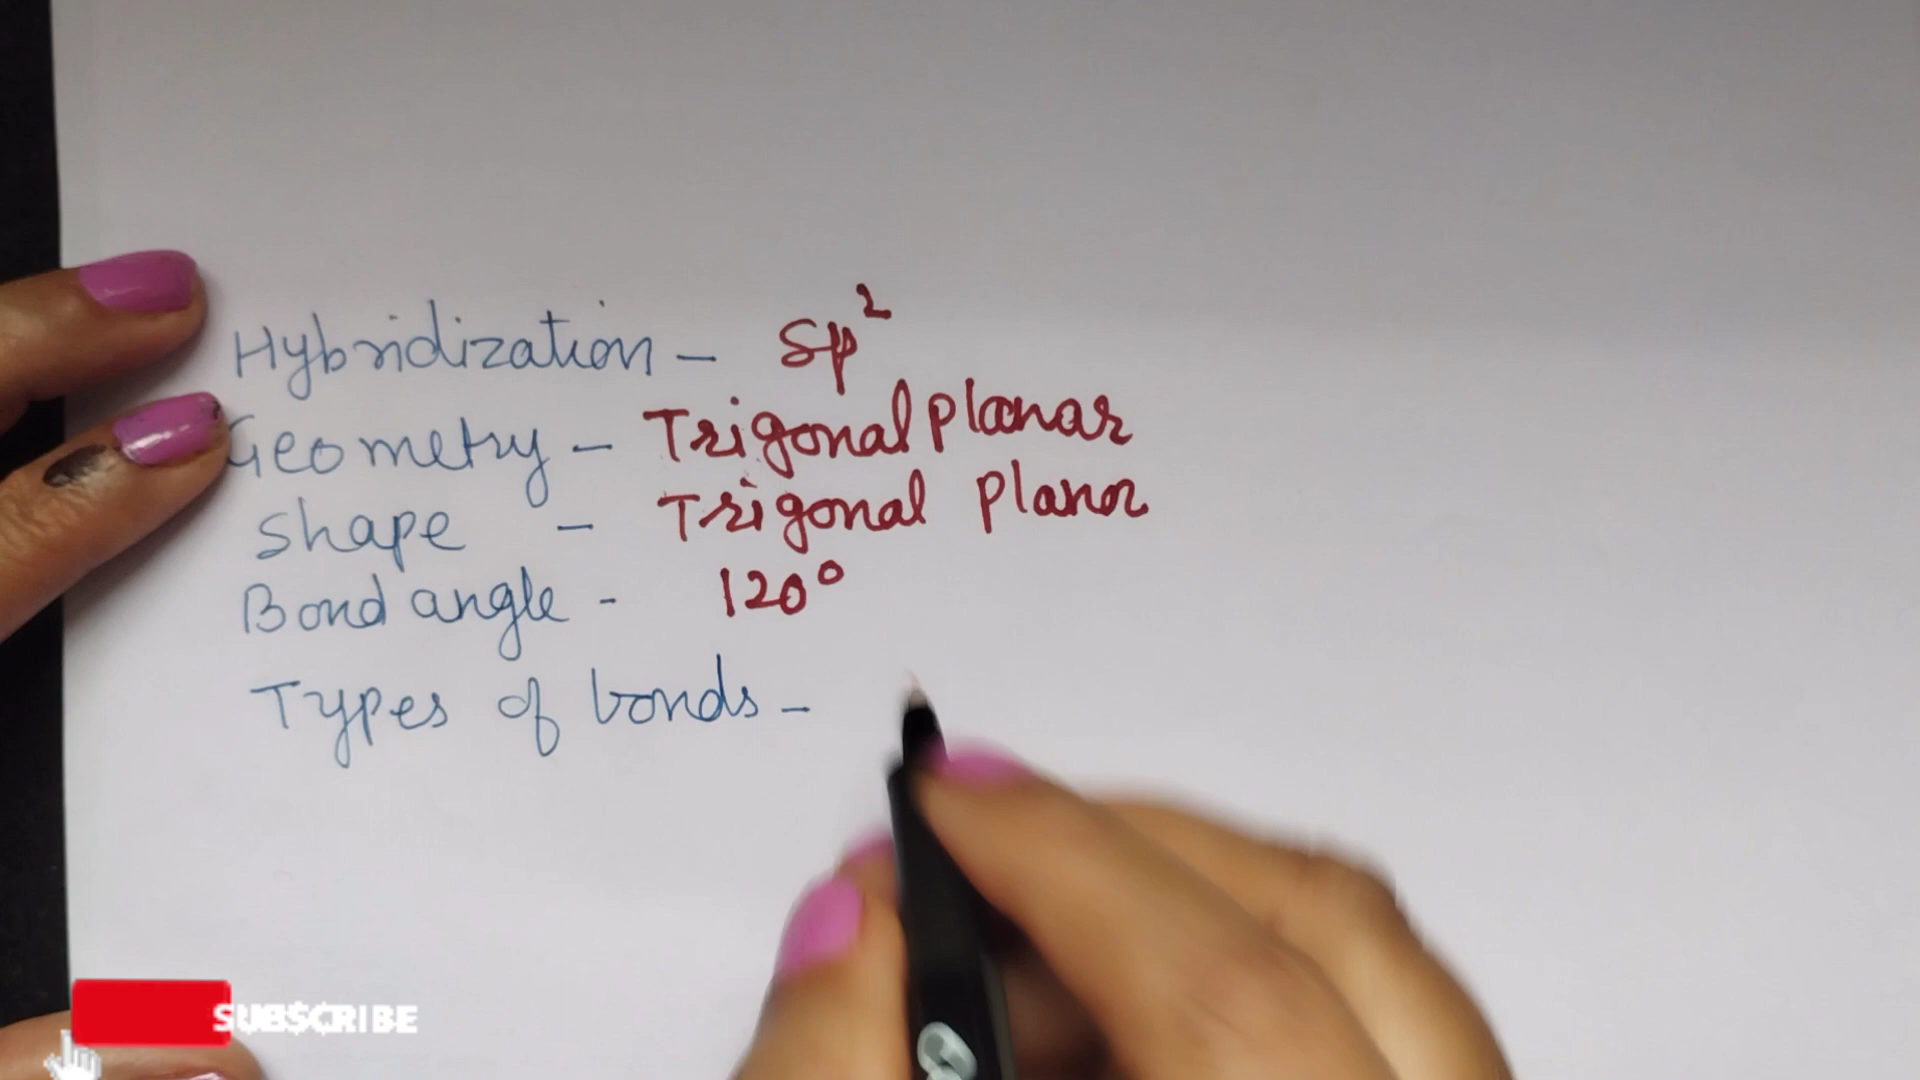 Hybridization - Sp²
Geometry - Trigonal planar
Shape - Trigonal planar
Bond angle - 120°
Types of bonds -
SUBSCRIBE